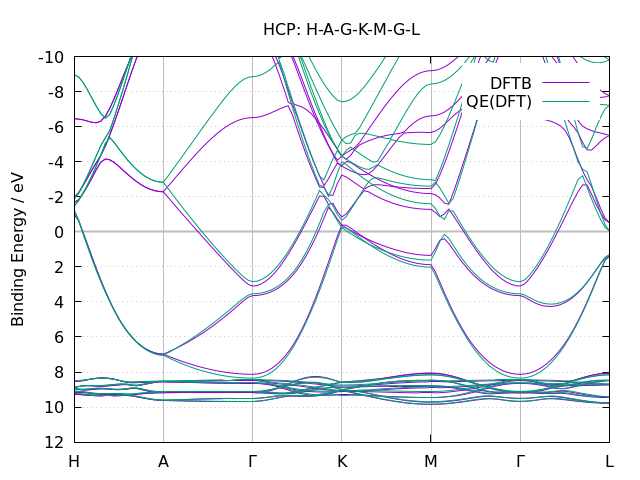 HCP: H-A-G-K-M-G-L
Binding Energy / eV
-10
-8
-6
-4
-2
0
2
4
6
8
10
12
DFTB
QE(DFT)
H A Γ K M Γ L